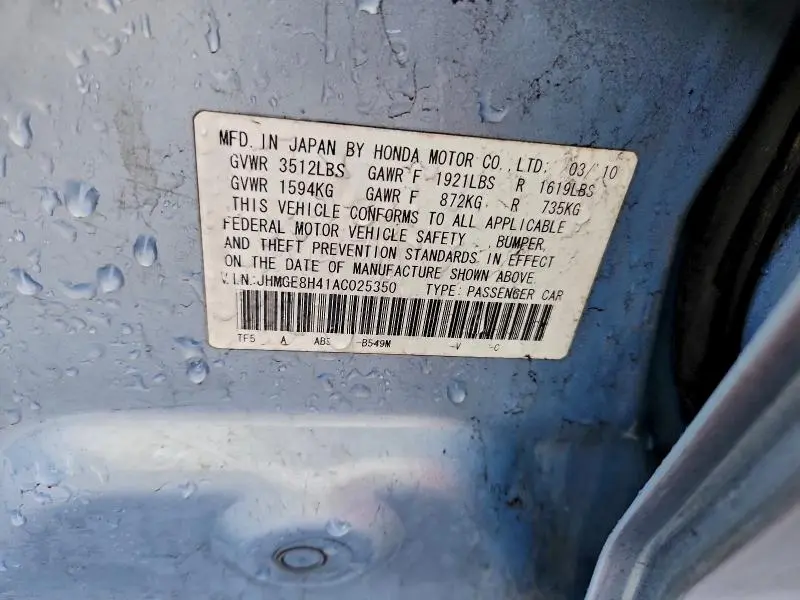 MFD. IN JAPAN BY HONDA MOTOR CO.,LTD. 03/10
GVWR 3512LBS GAWR F 1921LBS R 1619LBS
GVWR 1594KG GAWR F 872KG R 735KG
THIS VEHICLE CONFORMS TO ALL APPLICABLE
FEDERAL MOTOR VEHICLE SAFETY, BUMPER,
AND THEFT PREVENTION STANDARDS IN EFFECT
ON THE DATE OF MANUFACTURE SHOWN ABOVE.
V.I.N.:JHMGE8H41AC025350 TYPE: PASSENGER CAR
TF5 A B549M -V -C